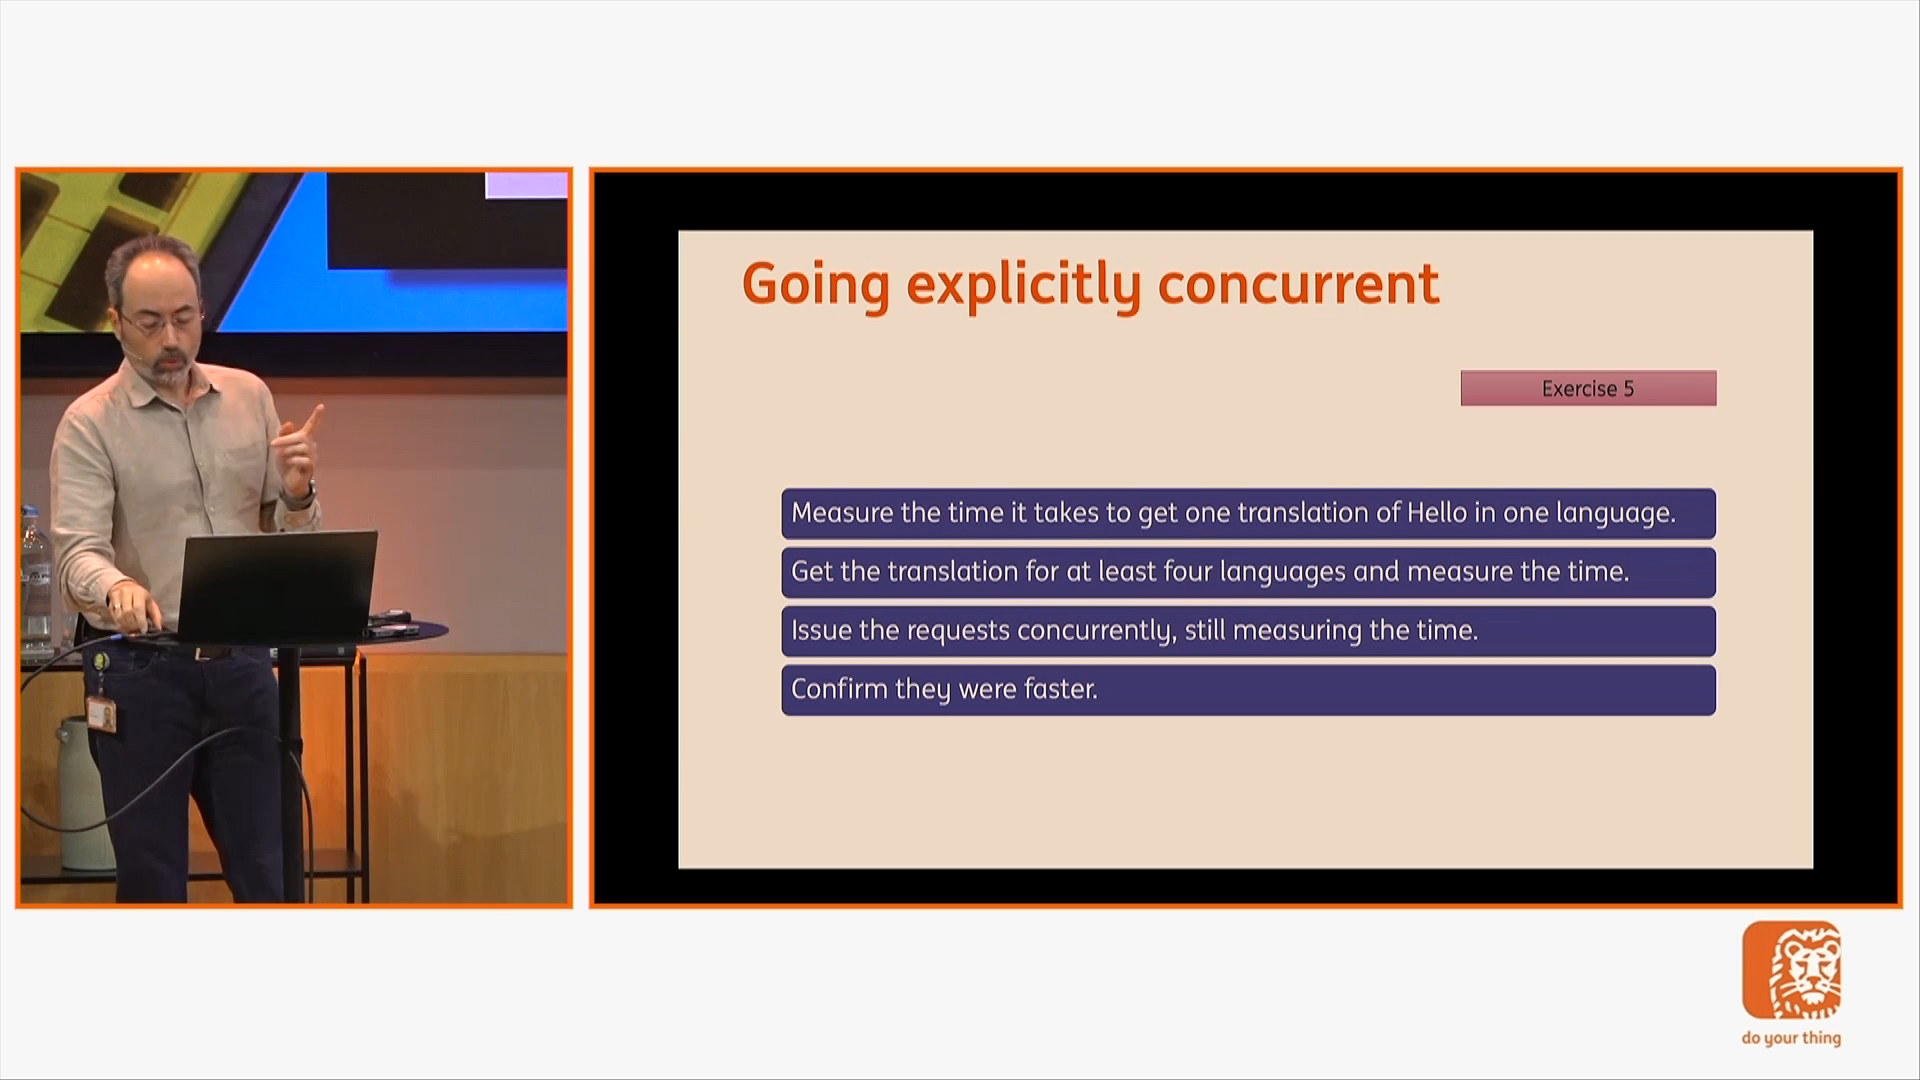 Going explicitly concurrent
Exercise 5
Measure the time it takes to get one translation of Hello in one language.
Get the translation for at least four languages and measure the time.
Issue the requests concurrently, still measuring the time.
Confirm they were faster.
do your thing